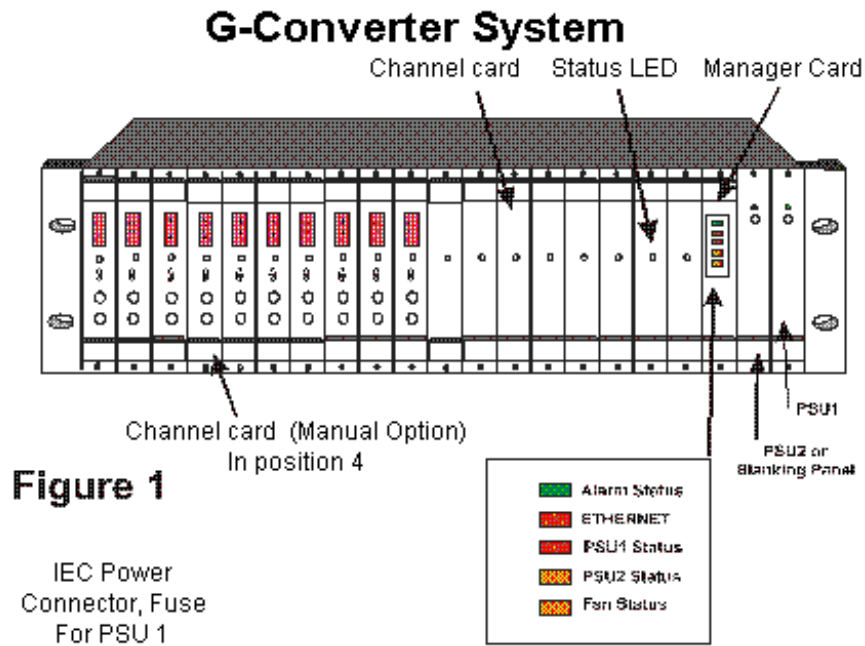 G-Converter System
Channel card
Status LED
Manager Card
PSU1
PSU2 or
Blanking Panel
Channel card (Manual Option)
In position 4
Figure 1
Alarm Status
ETHERNET
PSU1 Status
PSU2 Status
Fan Status
IEC Power
Connector, Fuse
For PSU 1